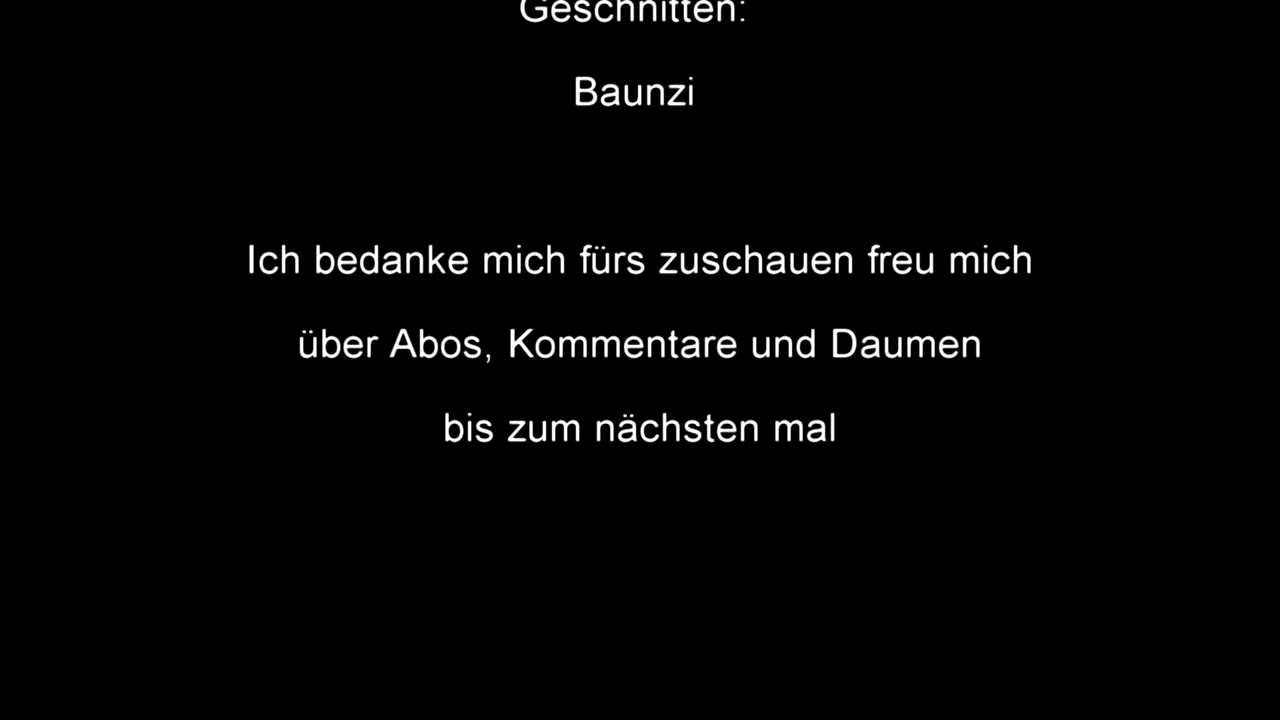 Geschnitten:
Baunzi
Ich bedanke mich fürs zuschauen freu mich
über Abos, Kommentare und Daumen
bis zum nächsten mal